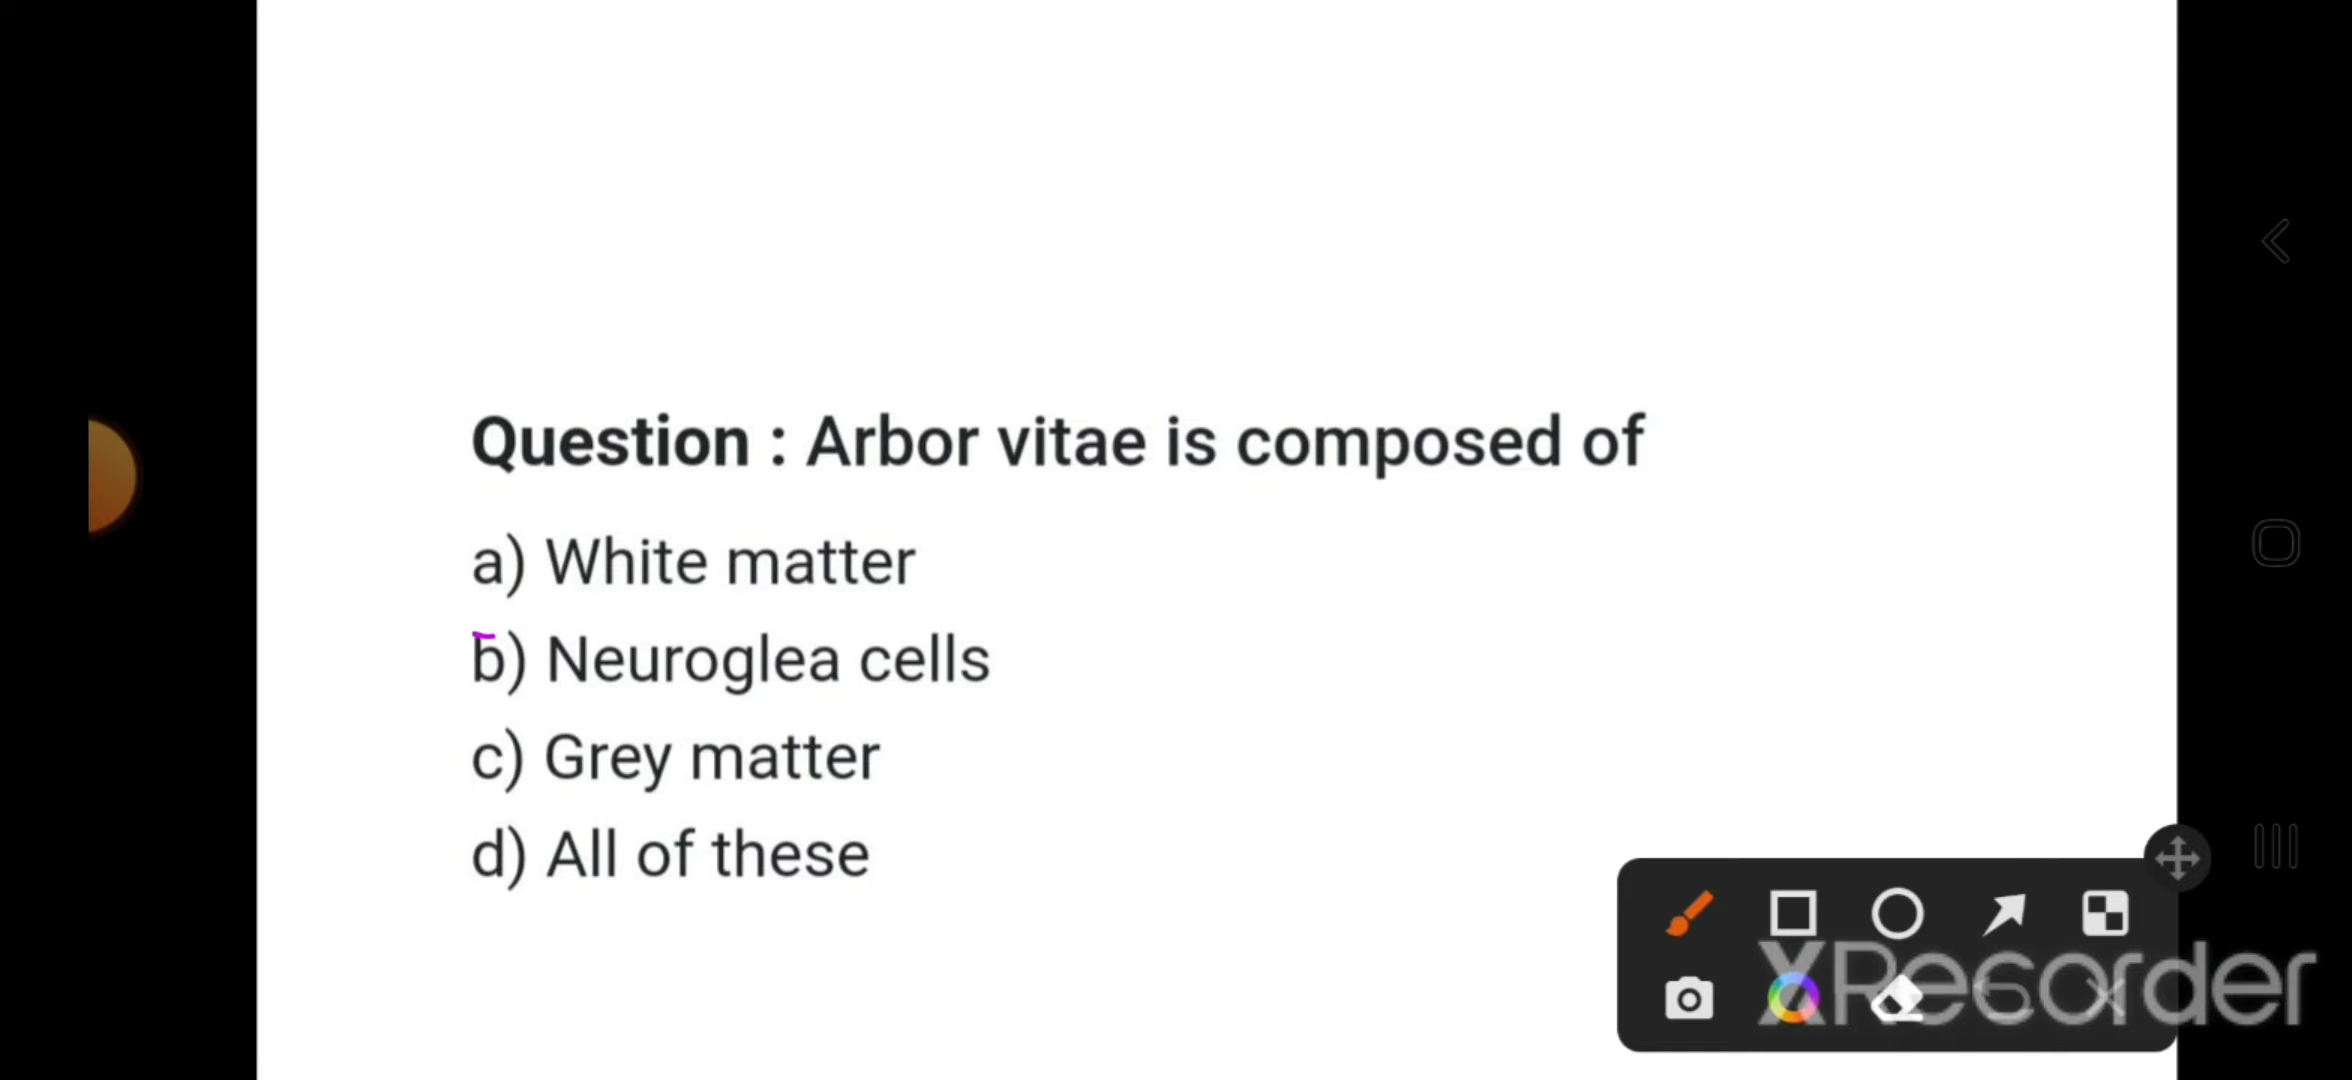 Question : Arbor vitae is composed of
a) White matter
b) Neuroglea cells
c) Grey matter
d) All of these
XRecorder